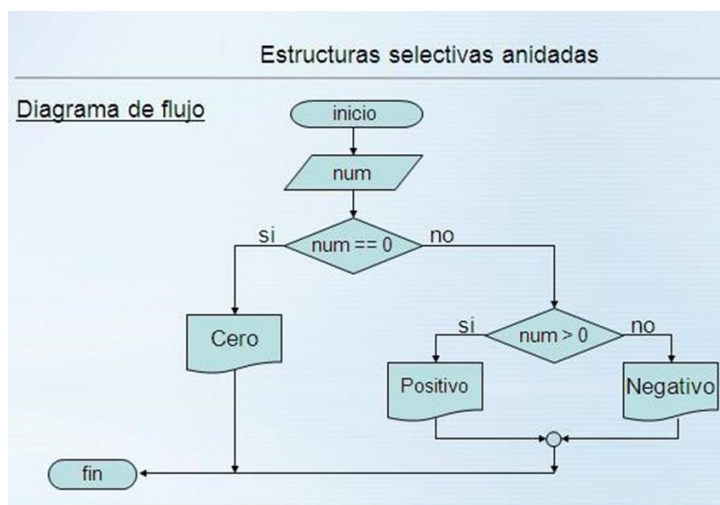 Estructuras selectivas anidadas
Diagrama de flujo
inicio
num
si
num == 0
no
Cero
si
num > 0
no
Positivo
Negativo
fin